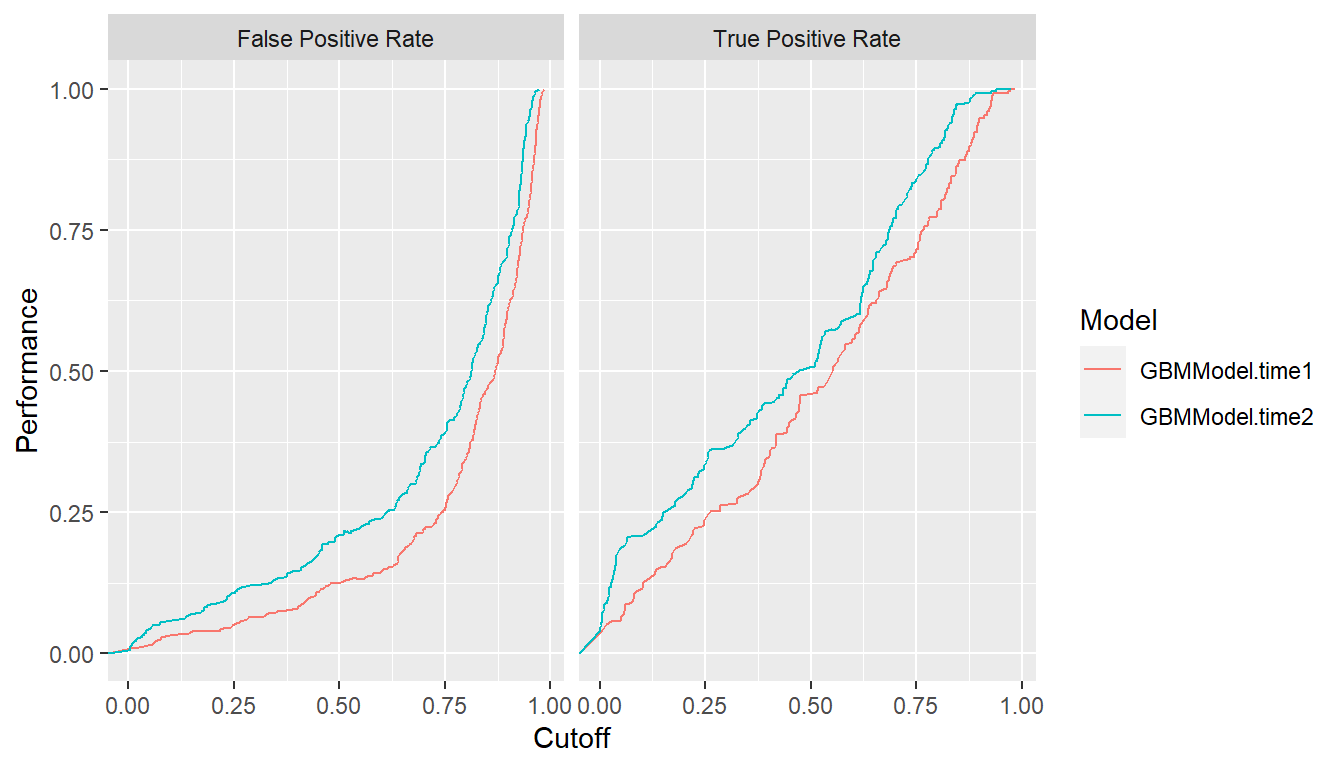 False Positive Rate
True Positive Rate
1.00
0.75
0.50
0.25
0.00
Performance
0.00 0.25 0.50 0.75 1.00
0.00 0.25 0.50 0.75 1.00
Cutoff
Model
GBMModel.time1
GBMModel.time2